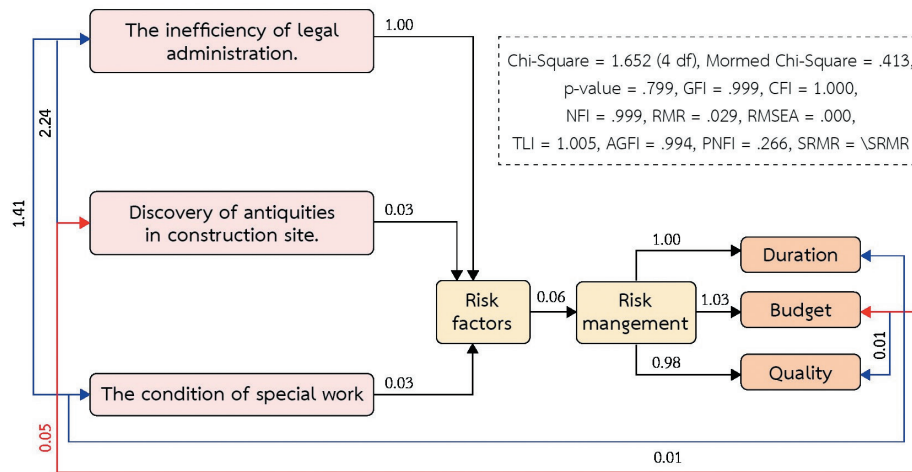 The inefficiency of legal
administration.
1.00
Chi-Square = 1.652 (4 df), Mormed Chi-Square = .413,
p-value = .799, GFI = .999, CFI = 1.000,
NFI = .999, RMR = .029, RMSEA = .000,
TLI = 1.005, AGFI = .994, PNFI = .266, SRMR = \SRMR
2.24
1.41
Discovery of antiquities
in construction site.
0.03
Risk
factors
0.06
Risk
mangement
1.00
Duration
1.03
Budget
0.98
Quality
0.01
The condition of special work
0.03
0.05
0.01